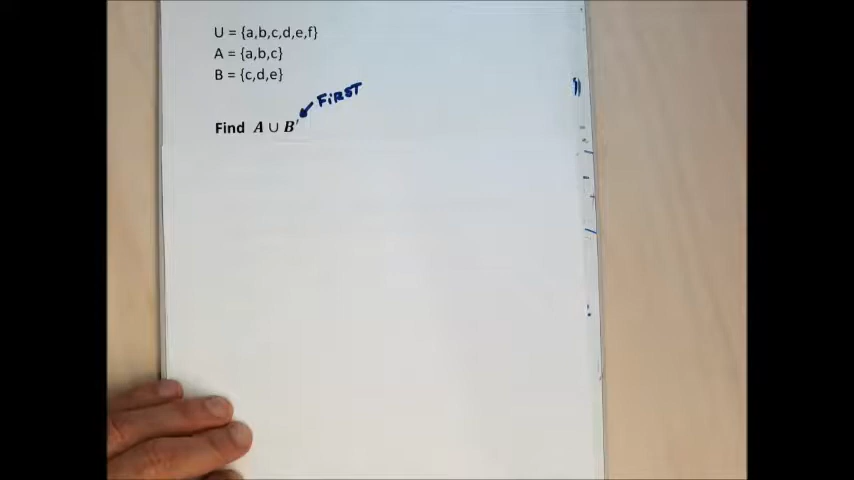 U = {a,b,c,d,e,f}
A = {a,b,c}
B = {c,d,e}
FIRST
Find A ∪ B′